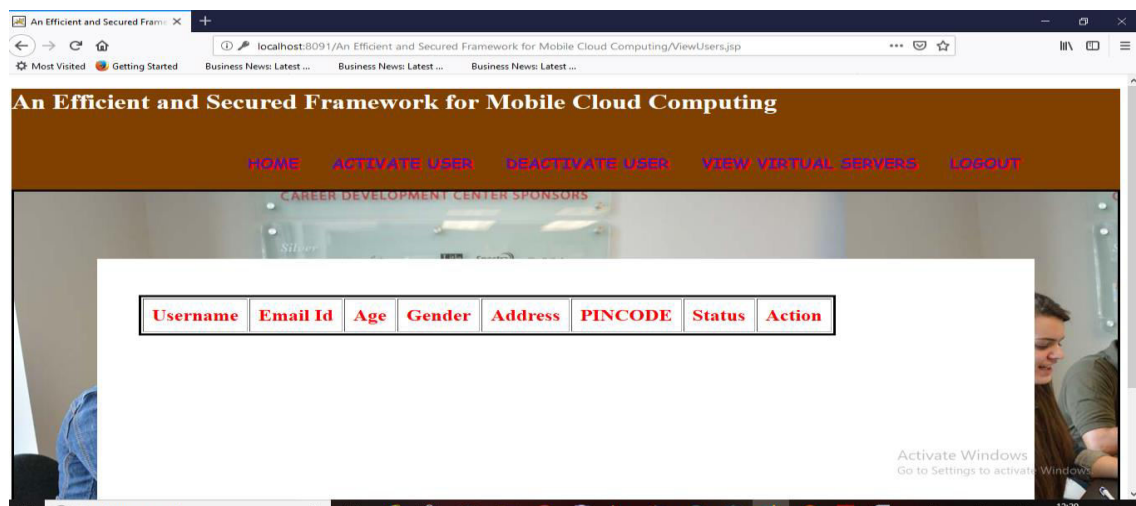 An Efficient and Secured Fram
localhost:8091/An Efficient and Secured Framework for Mobile Cloud Computing/ViewUsers.jsp
Most Visited Getting Started Business News: Latest ... Business News: Latest ... Business News: Latest ...
An Efficient and Secured Framework for Mobile Cloud Computing
HOME ACTIVATE USER DEACTIVATE USER VIEW VIRTUAL SERVERS LOGOUT
CAREER DEVELOPMENT CENTER SPONSORS
Silver
Username Email Id Age Gender Address PINCODE Status Action
Activate Windows
Go to Settings to activate Windows.